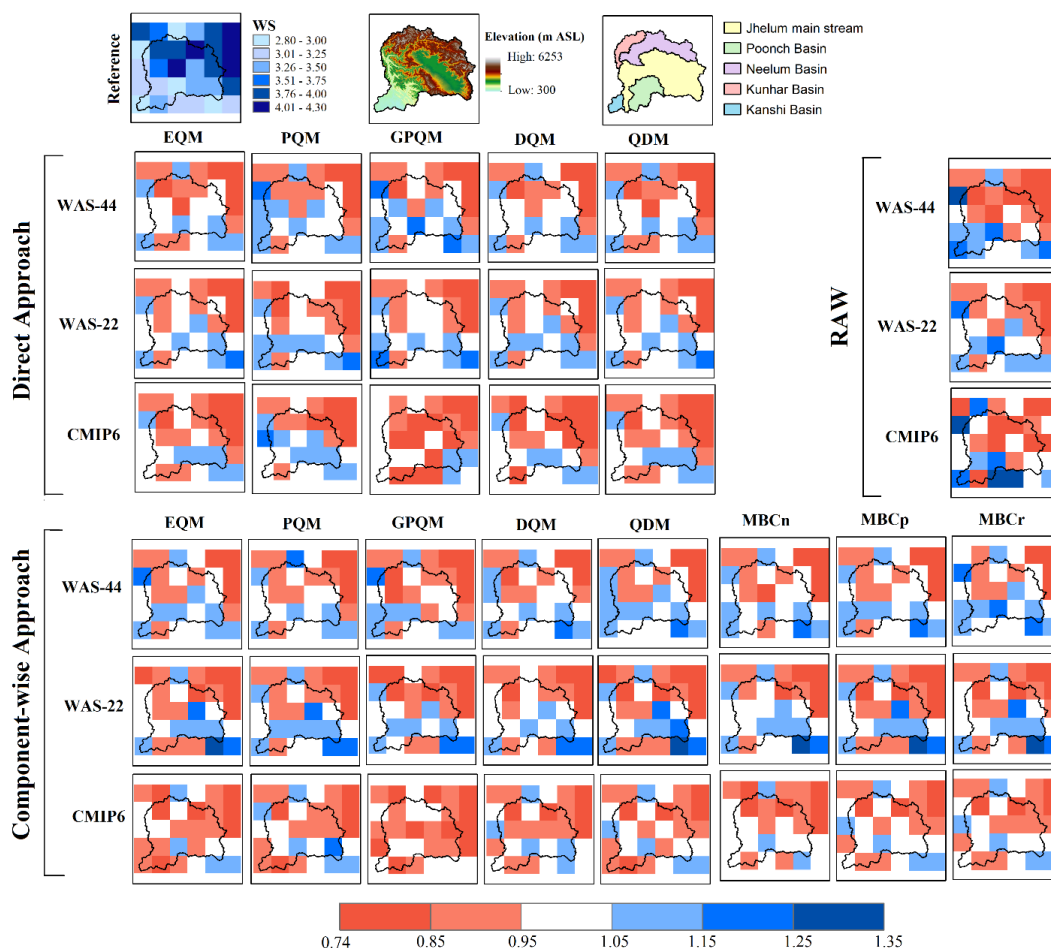 Reference
WS
2.80 - 3.00
3.01 - 3.25
3.26 - 3.50
3.51 - 3.75
3.76 - 4.00
4.01 - 4.30
Elevation (m ASL)
High: 6253
Low: 300
Jhelum main stream
Poonch Basin
Neelum Basin
Kunhar Basin
Kanshi Basin
EQM PQM GPQM DQM QDM
Direct Approach
WAS-44
WAS-22
CMIP6
RAW
WAS-44
WAS-22
CMIP6
EQM PQM GPQM DQM QDM MBCn MBCp MBCr
Component-wise Approach
WAS-44
WAS-22
CMIP6
0.74 0.85 0.95 1.05 1.15 1.25 1.35